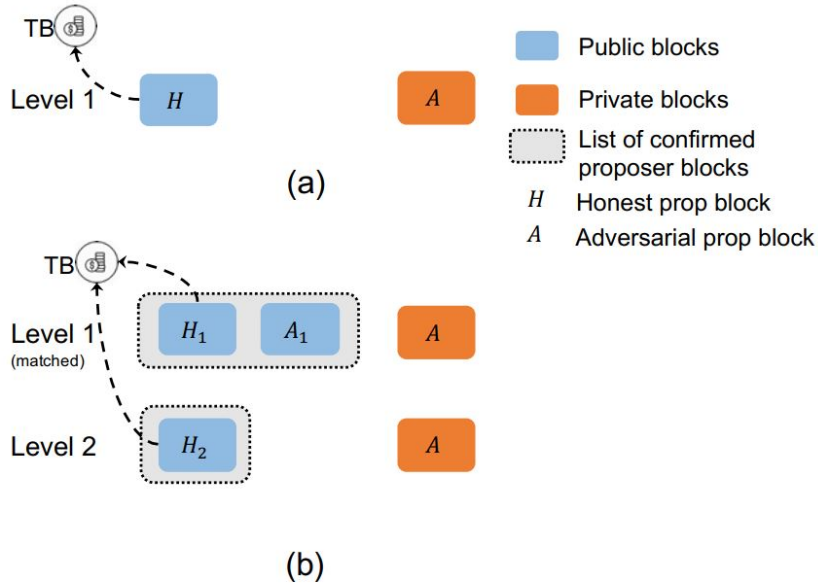 TB
Level 1
H
A
(a)
Public blocks
Private blocks
List of confirmed
proposer blocks
H Honest prop block
A Adversarial prop block
TB
Level 1
(matched)
H₁
A₁
A
Level 2
H₂
A
(b)